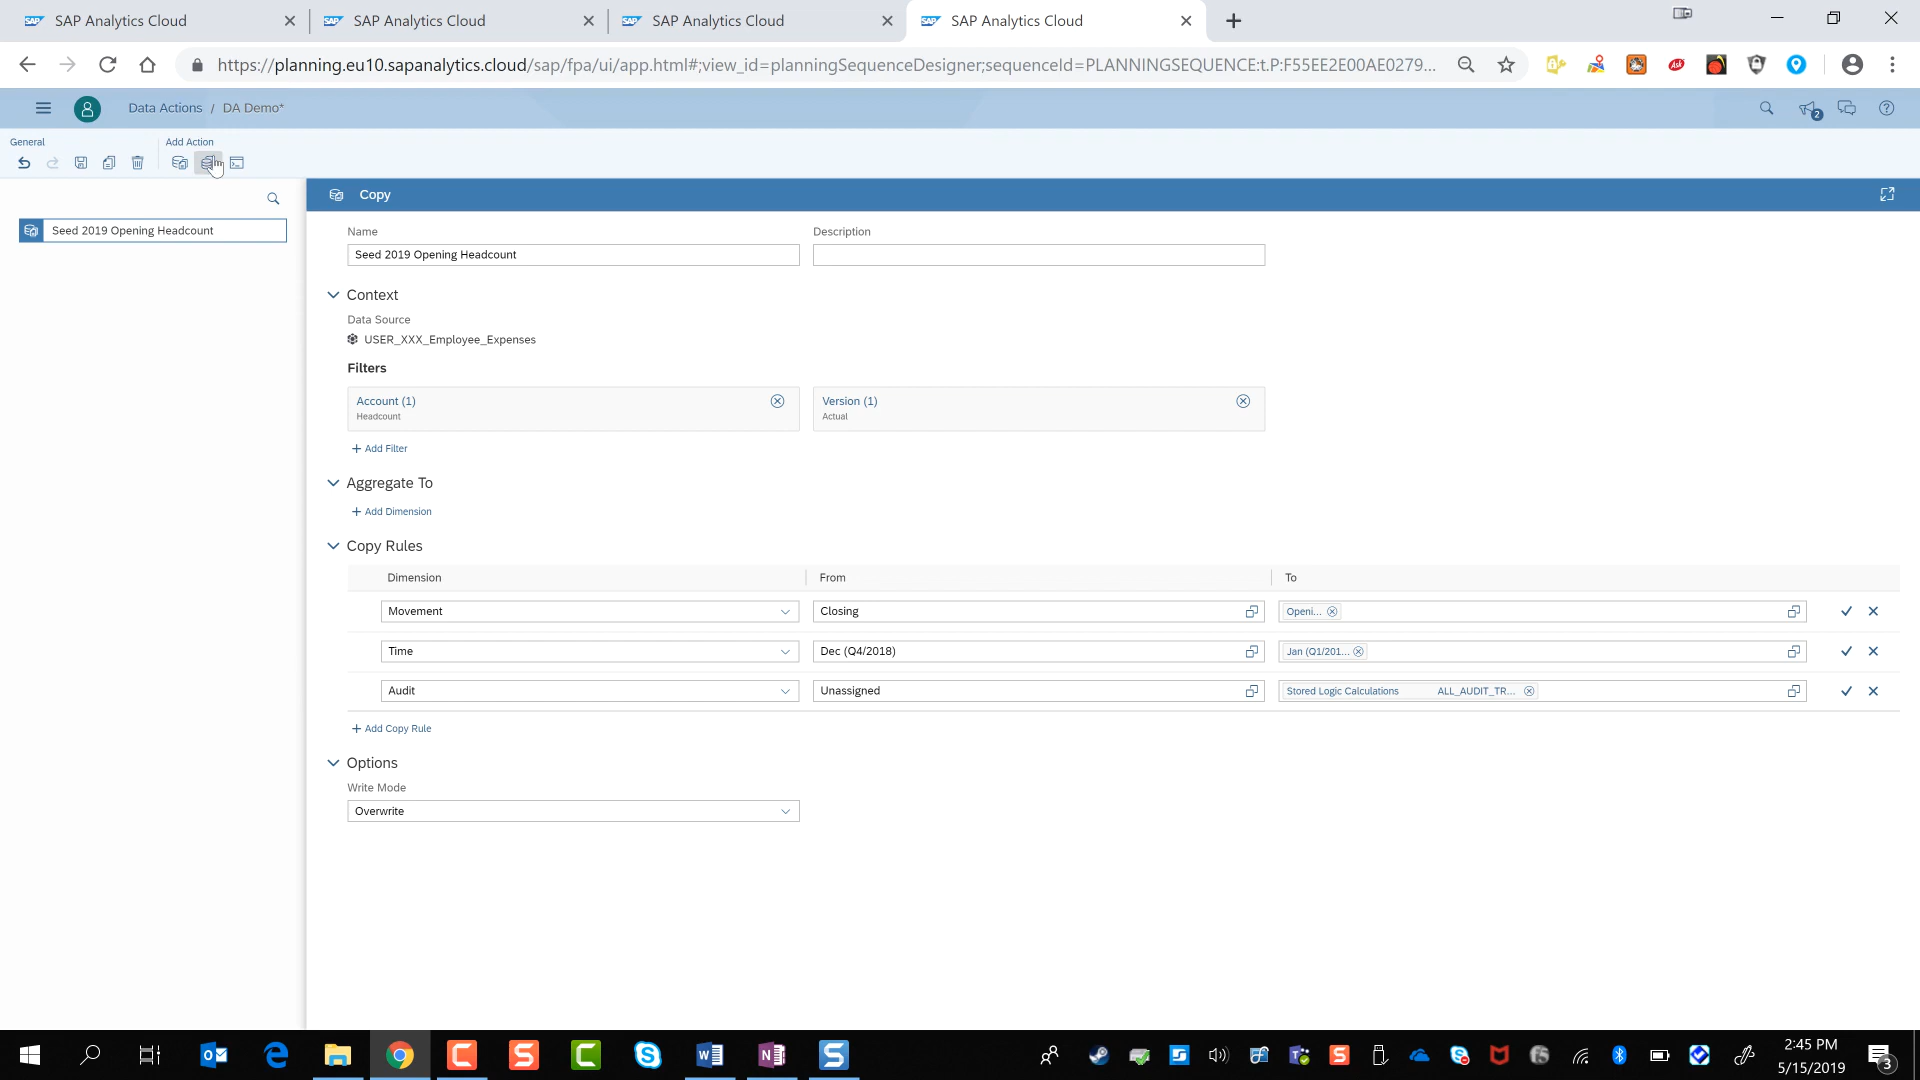 SAP Analytics Cloud
SAP Analytics Cloud
SAP Analytics Cloud
SAP Analytics Cloud
https://planning.eu10.sapanalytics.cloud/sap/fpa/ui/app.html#;view_id=planningSequenceDesigner;sequenceId=PLANNINGSEQUENCE:t.P:F55EE2E00AE0279...
Data Actions / DA Demo*
2
General
Add Action
Seed 2019 Opening Headcount
Copy
Name
Description
Seed 2019 Opening Headcount
Context
Data Source
USER_XXX_Employee_Expenses
Filters
Account (1)
Headcount
Version (1)
Actual
+ Add Filter
Aggregate To
+ Add Dimension
Copy Rules
Dimension From To
Movement Closing Openi...
Time Dec (Q4/2018) Jan (Q1/201...
Audit Unassigned Stored Logic Calculations ALL_AUDIT_TR...
+ Add Copy Rule
Options
Write Mode
Overwrite
2:45 PM
5/15/2019
3